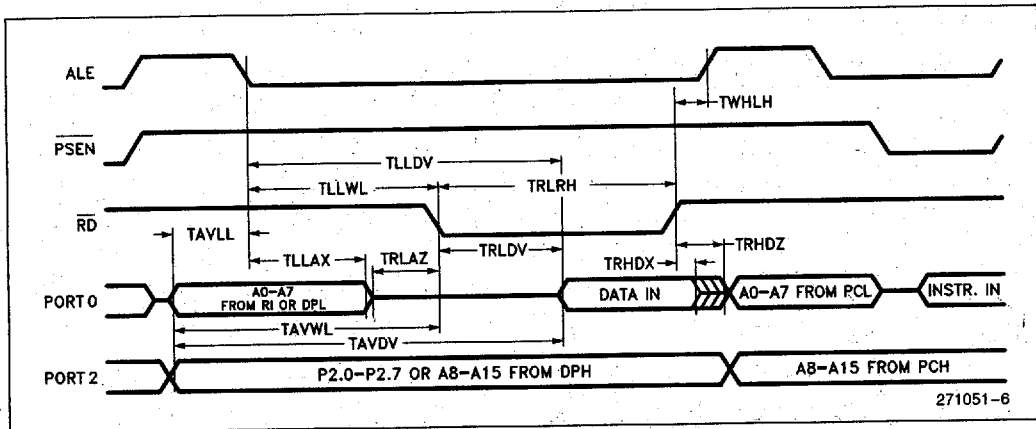 ALE
TWHLH
PSEN
TLLDV
TLLWL
TRLRH
RD
TAVLL
TRLDV
TRHDZ
TLLAX
TRLAZ
TRHDX
PORT 0
A0-A7
FROM RI OR DPL
DATA IN
A0-A7 FROM PCL
INSTR. IN
TAVWL
TAVDV
PORT 2
P2.0-P2.7 OR A8-A15 FROM DPH
A8-A15 FROM PCH
271051-6